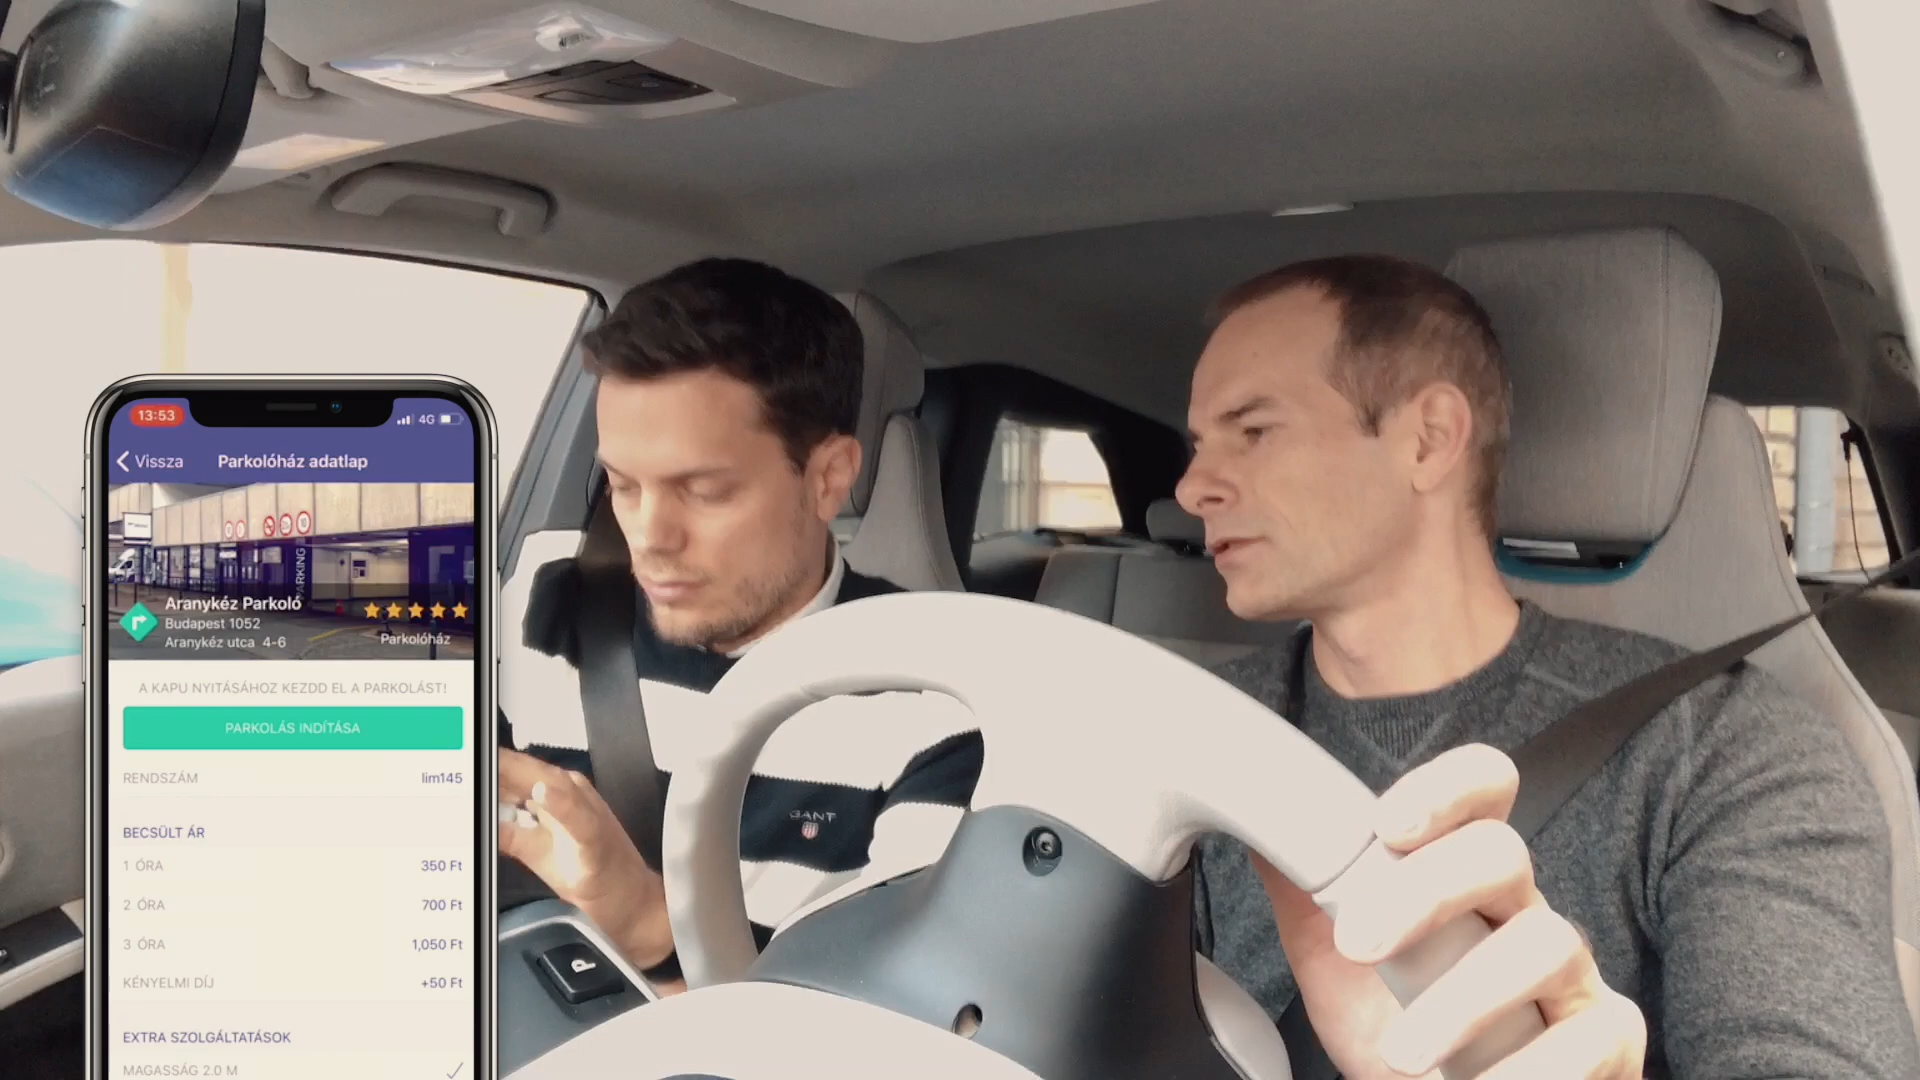 13:53
4G
Vissza
Parkolóház adatlap
PARKING
Aranykéz Parkoló
Budapest 1052
Aranykéz utca 4-6
Parkolóház
A KAPU NYITÁSÁHOZ KEZDD EL A PARKOLÁST!
PARKOLÁS INDÍTÁSA
RENDSZÁM lim145
BECSÜLT ÁR
1 ÓRA 350 Ft
2 ÓRA 700 Ft
3 ÓRA 1,050 Ft
KÉNYELMI DÍJ +50 Ft
EXTRA SZOLGÁLTATÁSOK
MAGASSÁG 2.0 M
GANT
P